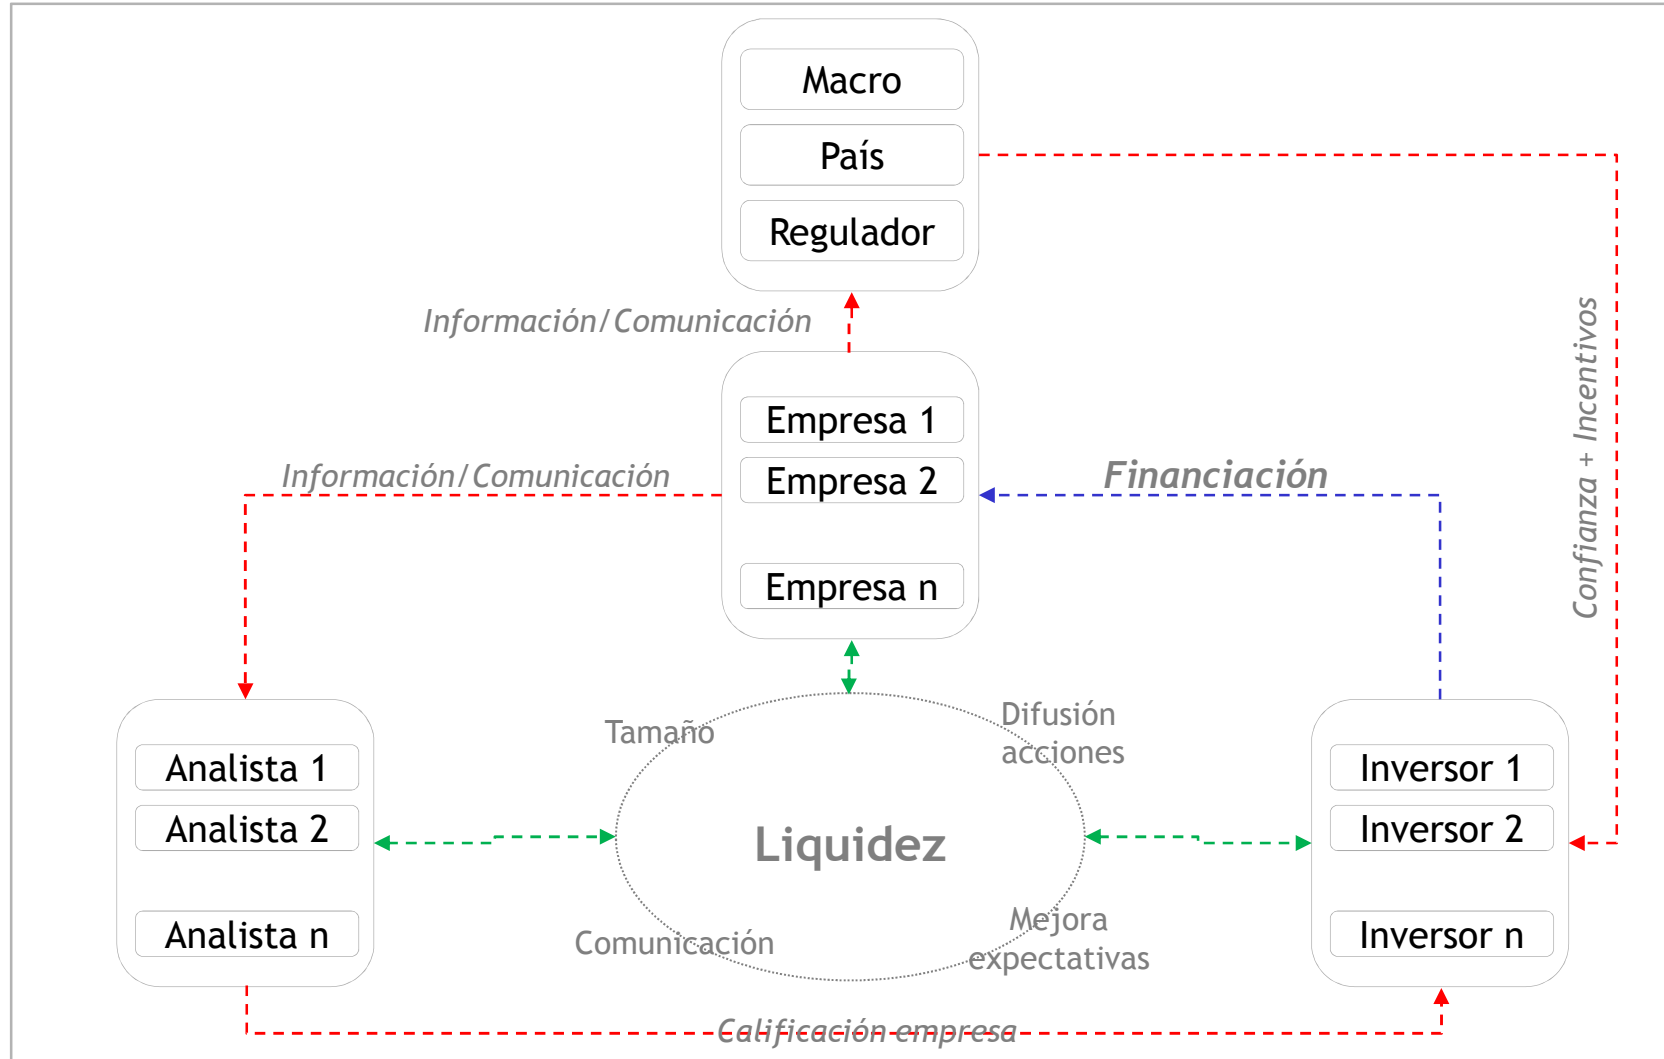 Macro
País
Regulador
Información/Comunicación
Empresa 1
Empresa 2
Empresa n
Información/Comunicación
Financiación
Confianza + Incentivos
Tamaño
Difusión
acciones
Liquidez
Comunicación
Mejora
expectativas
Analista 1
Analista 2
Analista n
Inversor 1
Inversor 2
Inversor n
Calificación empresa